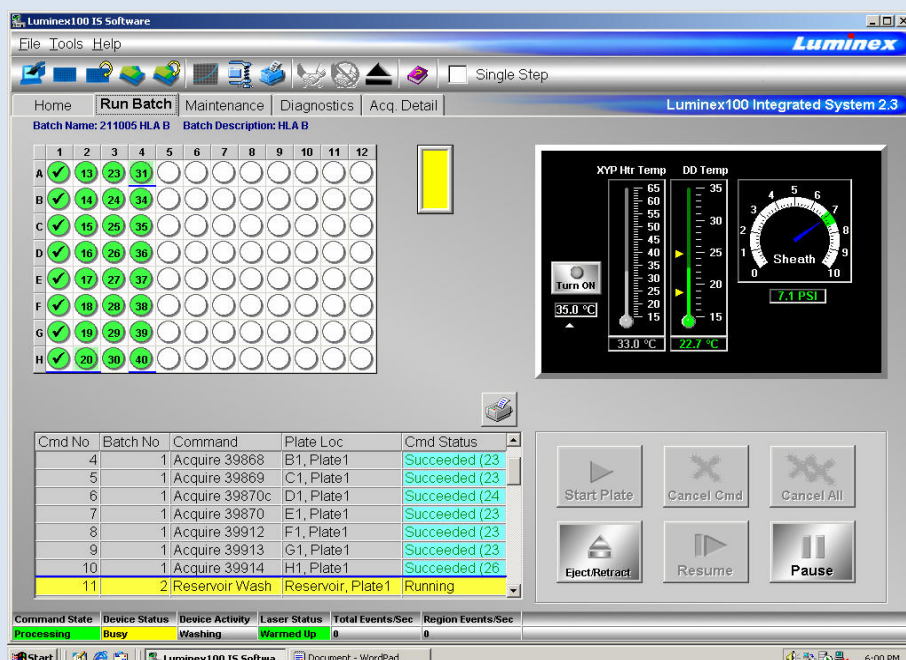 Luminex100 IS Software
File Tools Help
Luminex
Single Step
Home Run Batch Maintenance Diagnostics Acq. Detail Luminex100 Integrated System 2.3
Batch Name: 211005 HLA B Batch Description: HLA B
1 2 3 4 5 6 7 8 9 10 11 12
A 13 23 31
B 14 24 34
C 15 25 35
D 16 26 36
E 17 27 37
F 18 28 38
G 19 29 39
H 20 30 40
XYP Htr Temp DD Temp
65 60 55 50 45 40 35 30 25 20 15
35 30 25 20 15
0 1 2 3 4 5 6 7 8 9 10
Sheath
Turn ON
35.0 °C
7.1 PSI
33.0 °C 22.7 °C
Cmd No Batch No Command Plate Loc Cmd Status
4 1 Acquire 39868 B1, Plate1 Succeeded (23
5 1 Acquire 39869 C1, Plate1 Succeeded (23
6 1 Acquire 39870c D1, Plate1 Succeeded (24
7 1 Acquire 39870 E1, Plate1 Succeeded (23
8 1 Acquire 39912 F1, Plate1 Succeeded (23
9 1 Acquire 39913 G1, Plate1 Succeeded (23
10 1 Acquire 39914 H1, Plate1 Succeeded (26
11 2 Reservoir Wash Reservoir, Plate1 Running
Start Plate Cancel Cmd Cancel All
Eject/Retract Resume Pause
Command State Device Status Device Activity Laser Status Total Events/Sec Region Events/Sec
Processing Busy Washing Warmed Up 0 0
Start Luminex100 IS Softwa Document - WordPad 6:00 PM